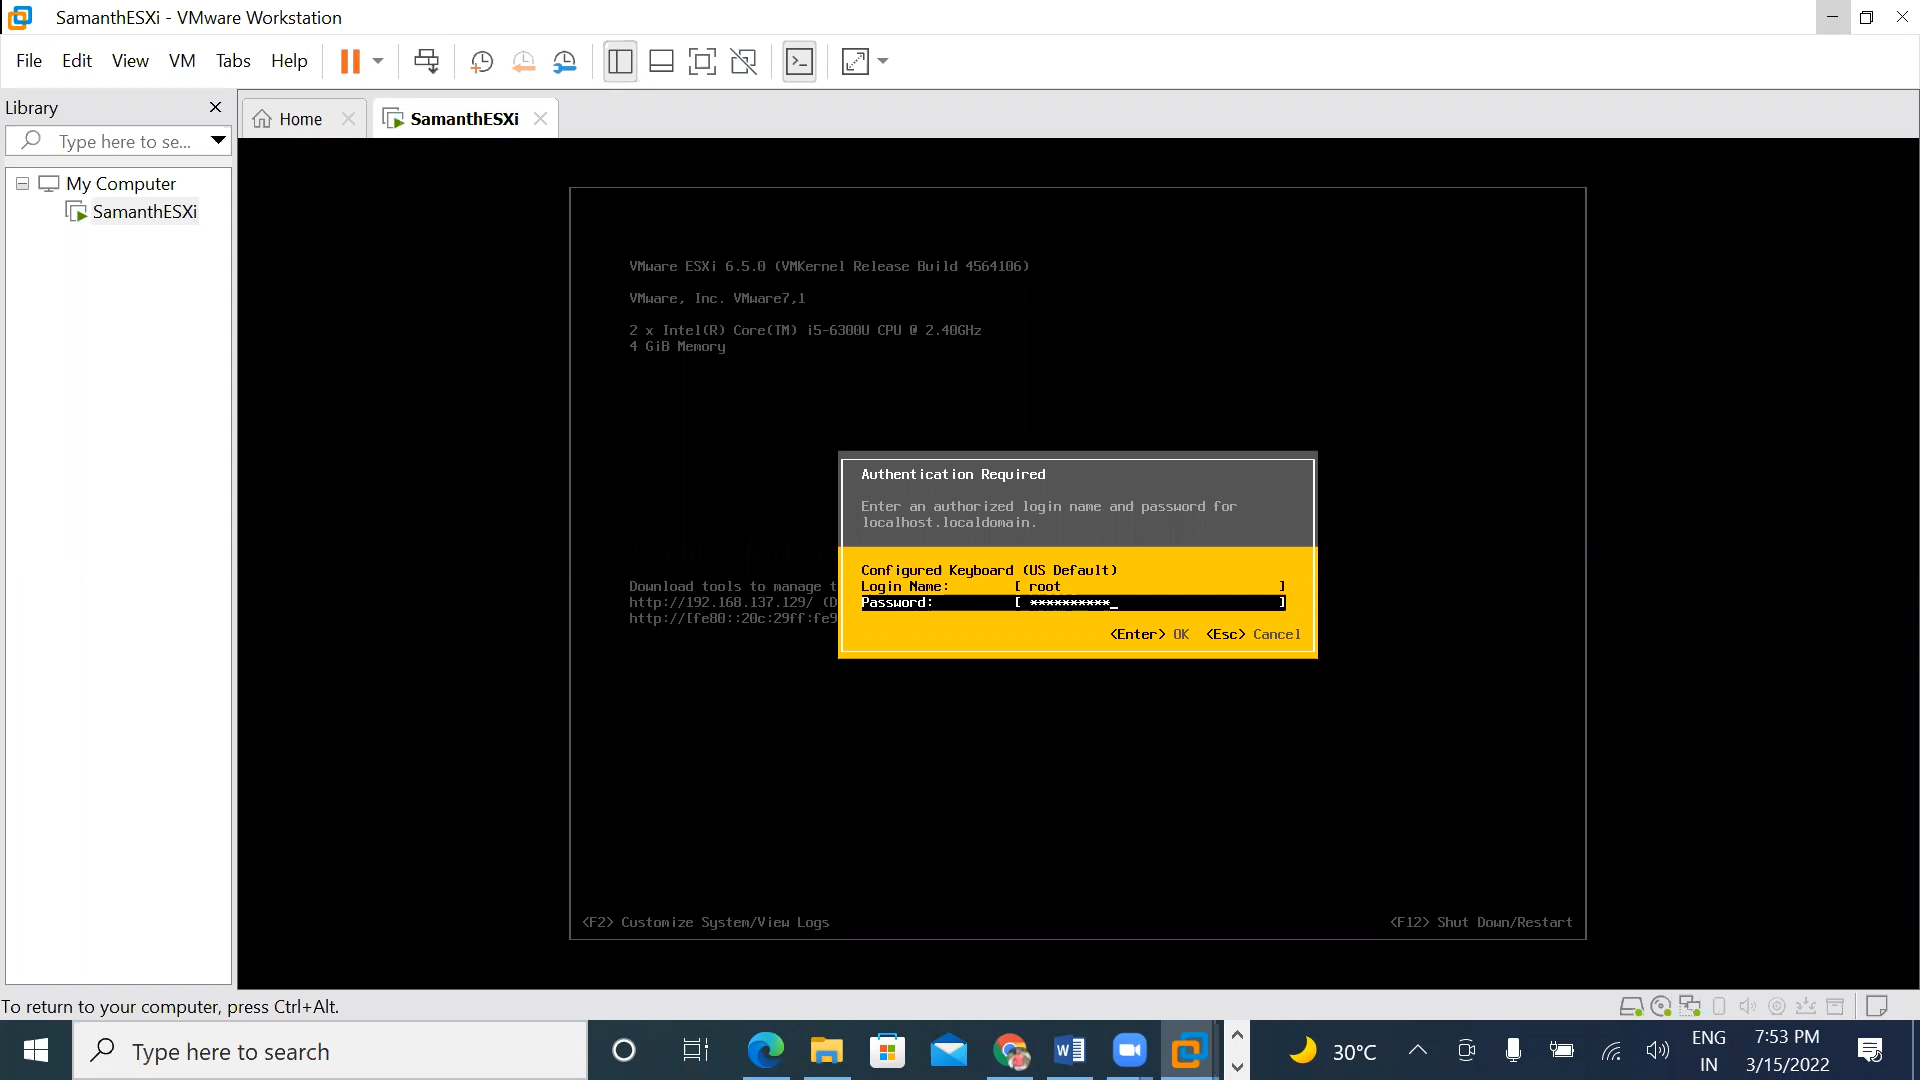 SamanthESXi - VMware Workstation
File Edit View VM Tabs Help
Library
Home
SamanthESXi
Type here to se...
My Computer
SamanthESXi
VMware ESXi 6.5.0 (VMKernel Release Build 4564106)
VMware, Inc. VMware7,1
2 x Intel(R) Core(TM) i5-6300U CPU @ 2.40GHz
4 GiB Memory
Authentication Required
Enter an authorized login name and password for
localhost.localdomain.
Configured Keyboard (US Default)
Login Name: [ root ]
Password: [ **********_ ]
<Enter> OK <Esc> Cancel
Download tools to manage t
http://192.168.137.129/ (D
http://[fe80::20c:29ff:fe9
<F2> Customize System/View Logs
<F12> Shut Down/Restart
To return to your computer, press Ctrl+Alt.
Type here to search
30°C
ENG
IN
7:53 PM
3/15/2022